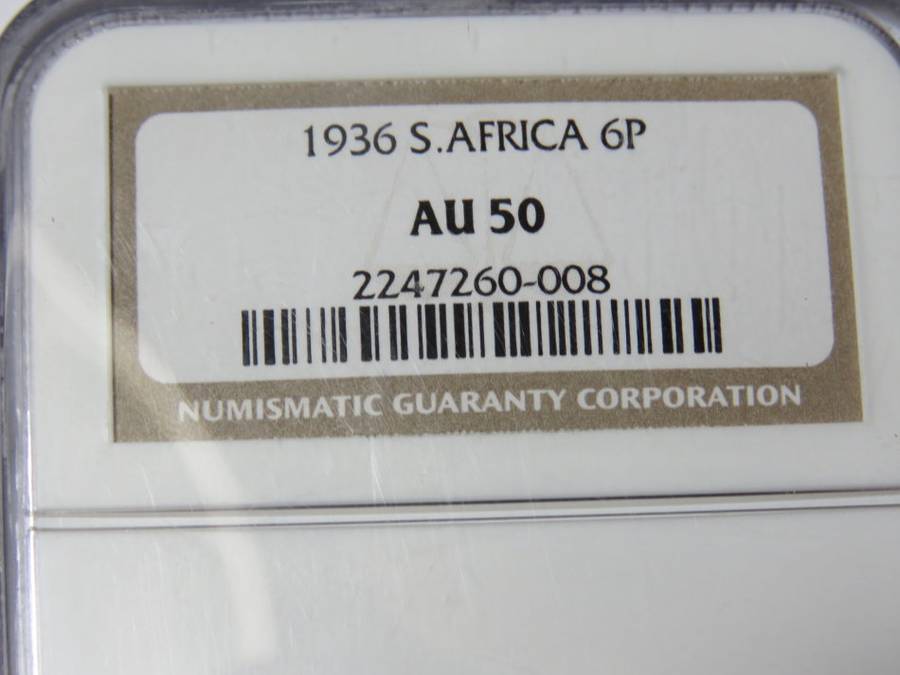 1936 S.AFRICA 6P
AU 50
2247260-008
NUMISMATIC GUARANTY CORPORATION